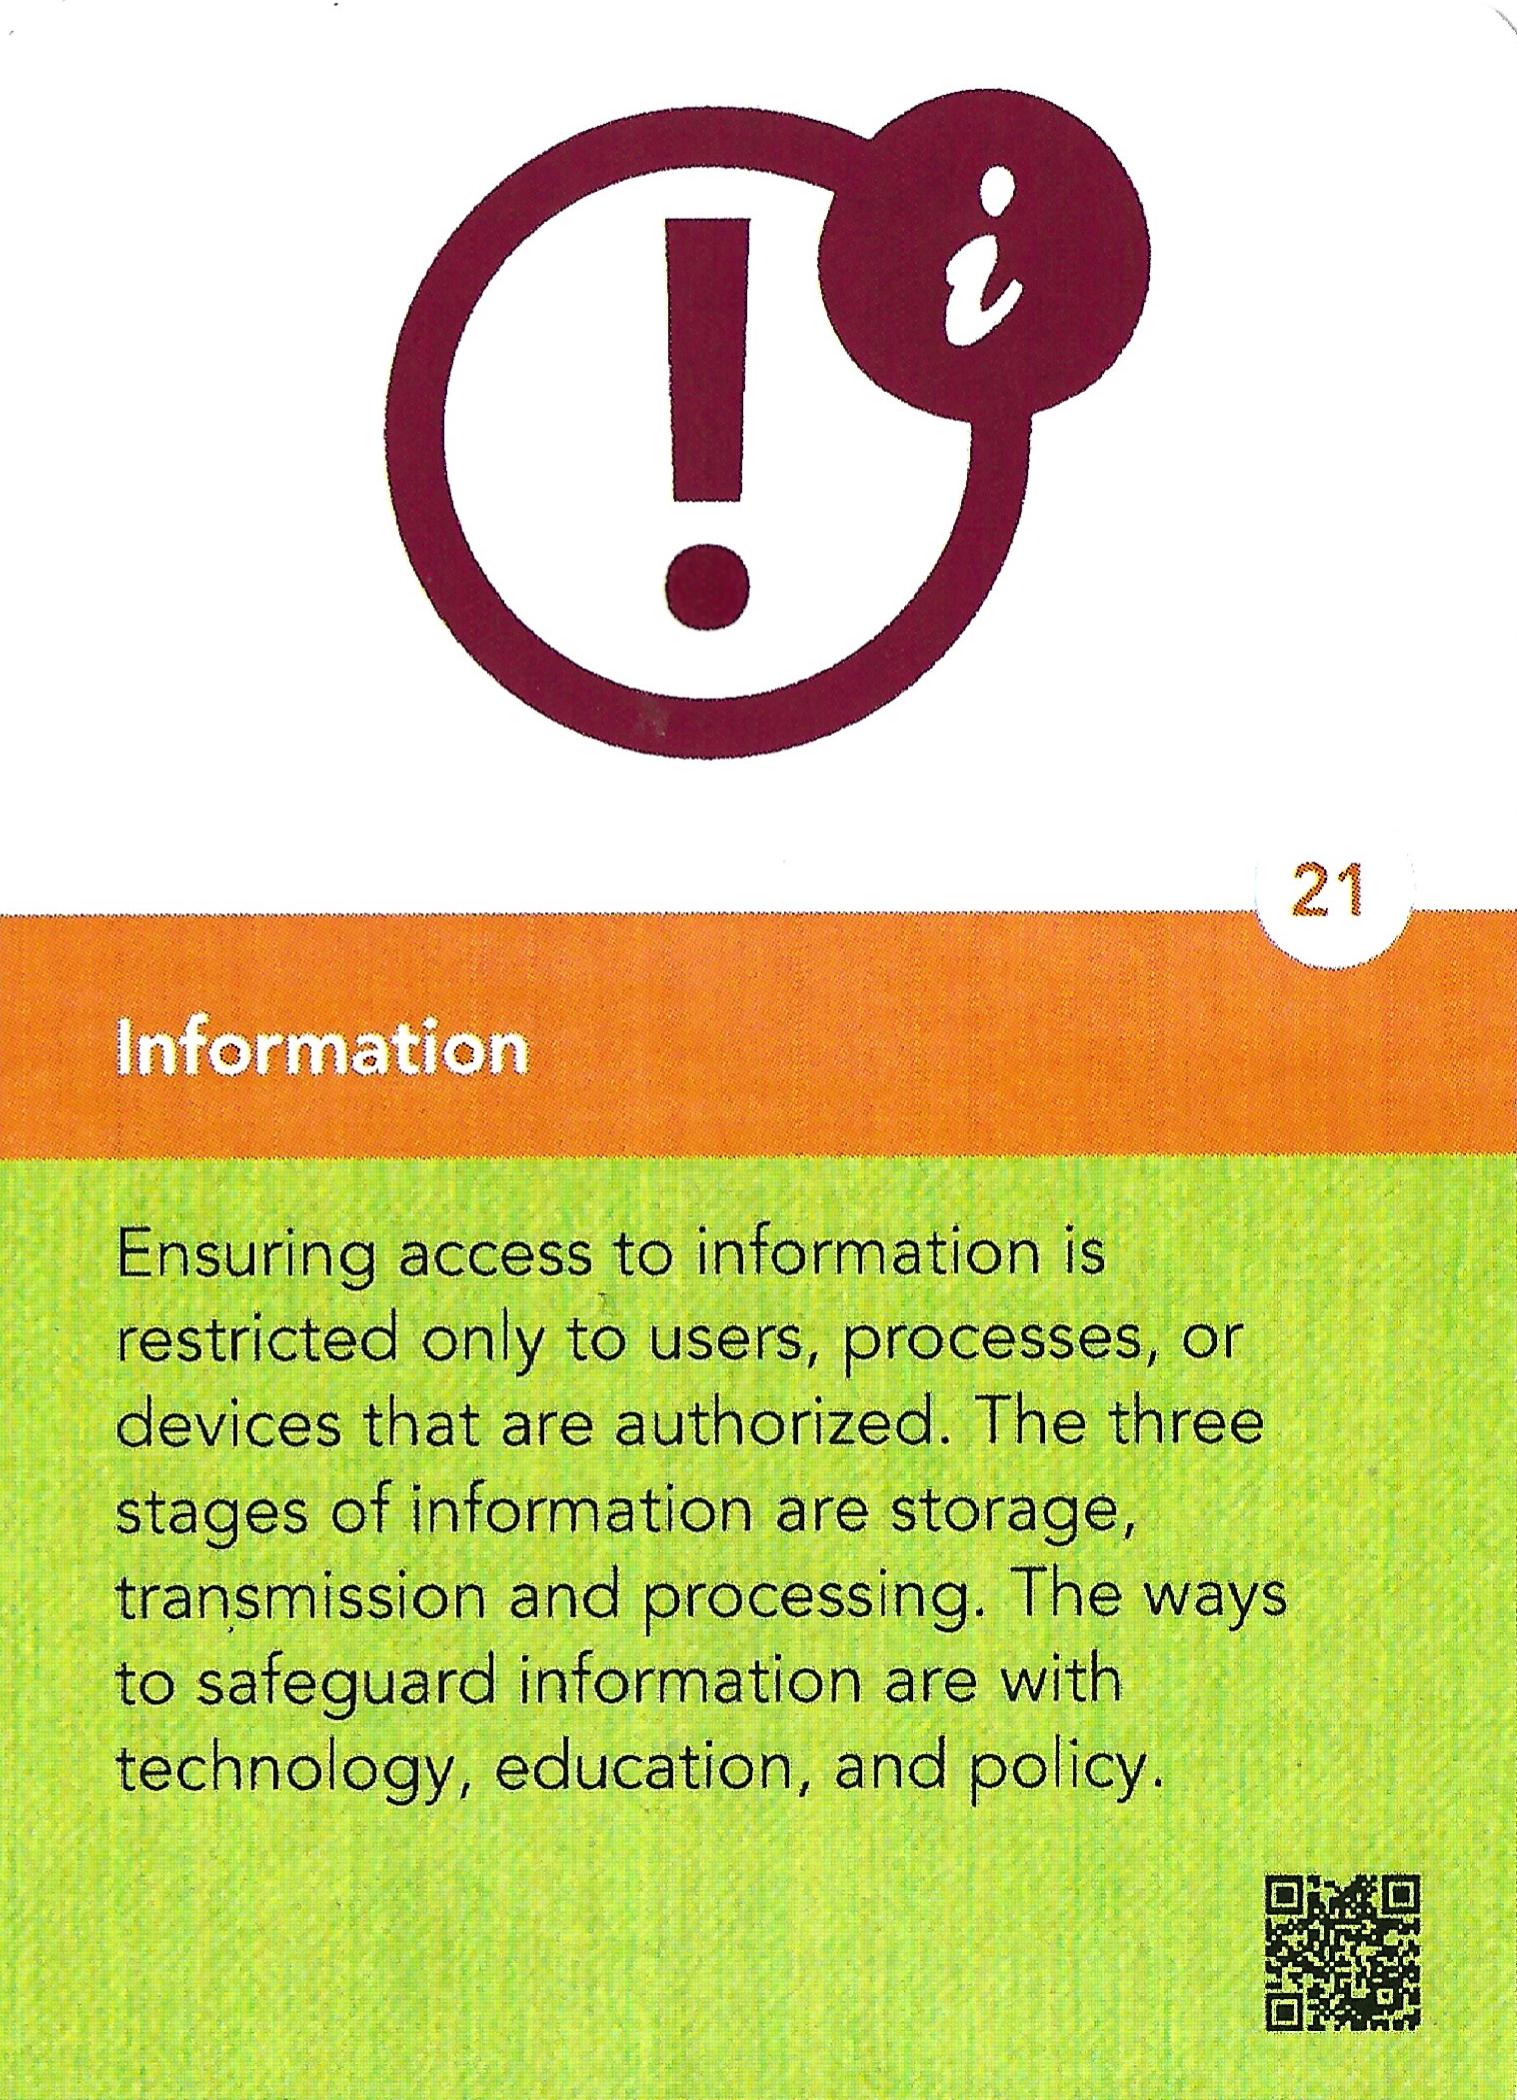 !
i
21
Information
Ensuring access to information is
restricted only to users, processes, or
devices that are authorized. The three
stages of information are storage,
transmission and processing. The ways
to safeguard information are with
technology, education, and policy.